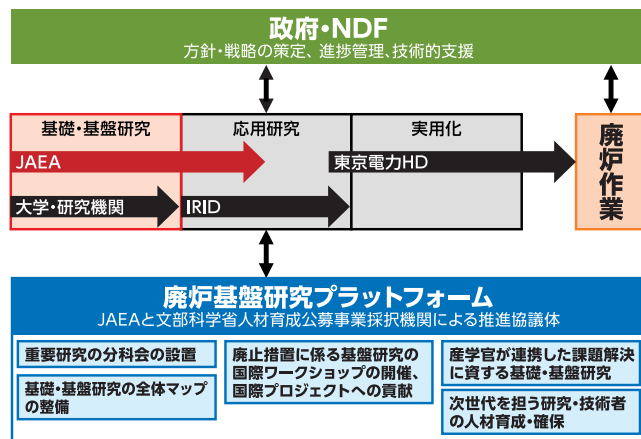 政府・NDF
方針・戦略の策定、進捗管理、技術的支援
基礎・基盤研究
応用研究
実用化
JAEA
東京電力HD
大学・研究機関
IRID
廃炉作業
廃炉基盤研究プラットフォーム
JAEAと文部科学省人材育成公募事業採択機関による推進協議体
重要研究の分科会の設置
基礎・基盤研究の全体マップ
の整備
廃止措置に係る基盤研究の
国際ワークショップの開催、
国際プロジェクトへの貢献
産学官が連携した課題解決
に資する基礎・基盤研究
次世代を担う研究・技術者
の人材育成・確保